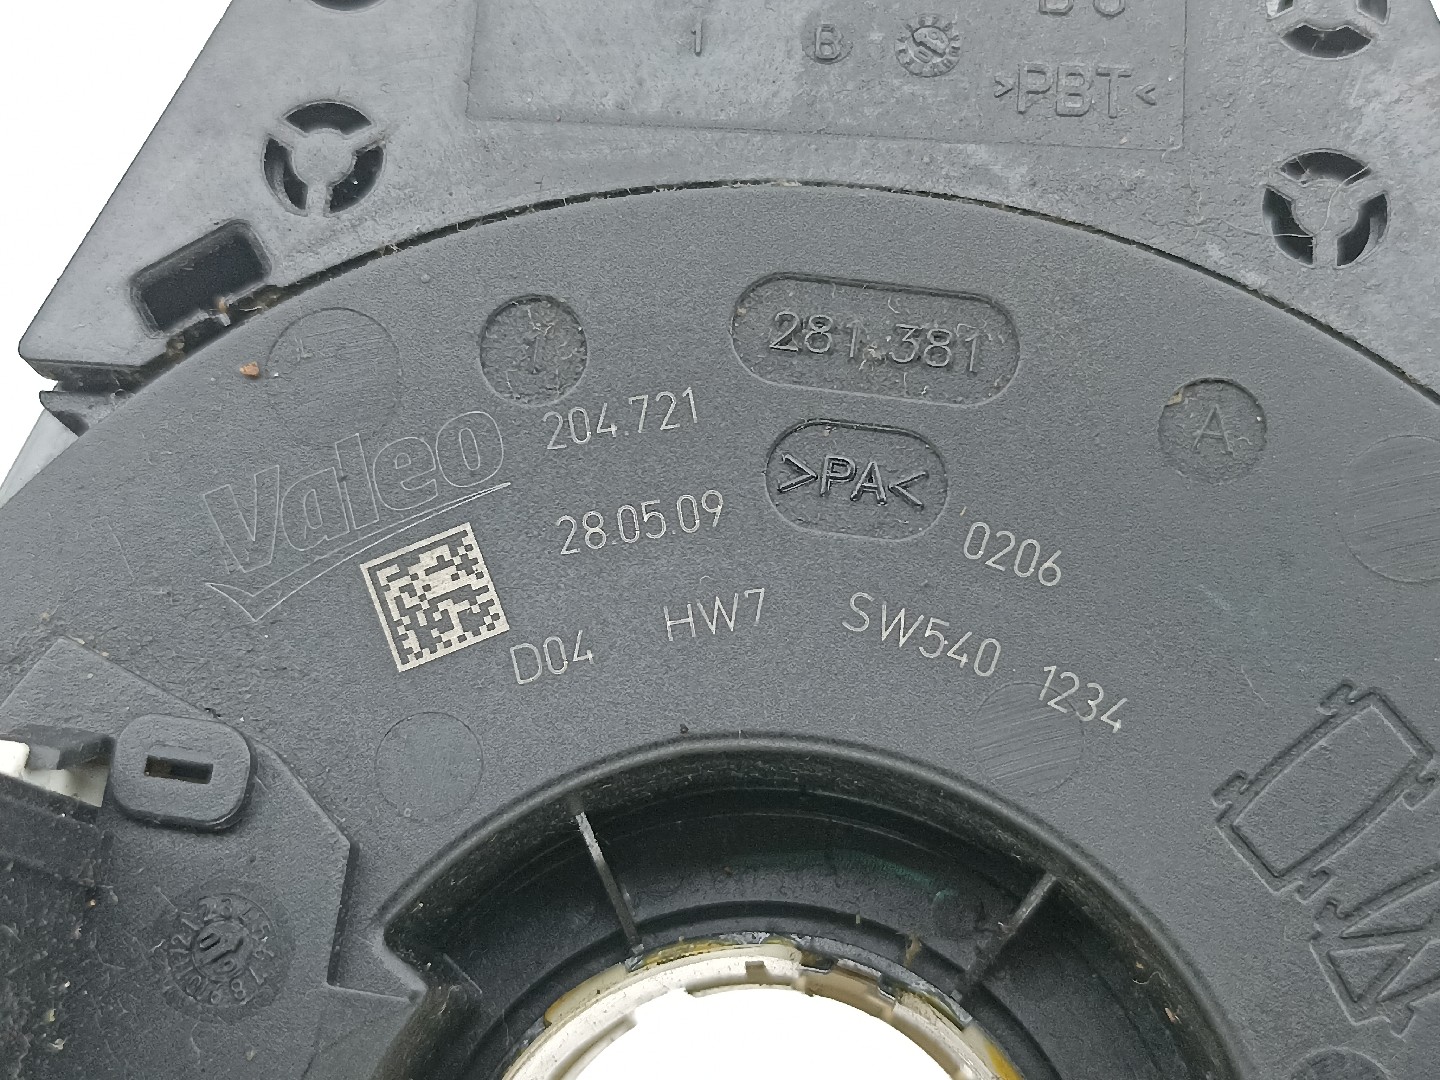 1 B
>PBT<
281.381
1
A
Valeo
204.721
>PA<
28.05.09
0206
D04 HW7 SW540 1234